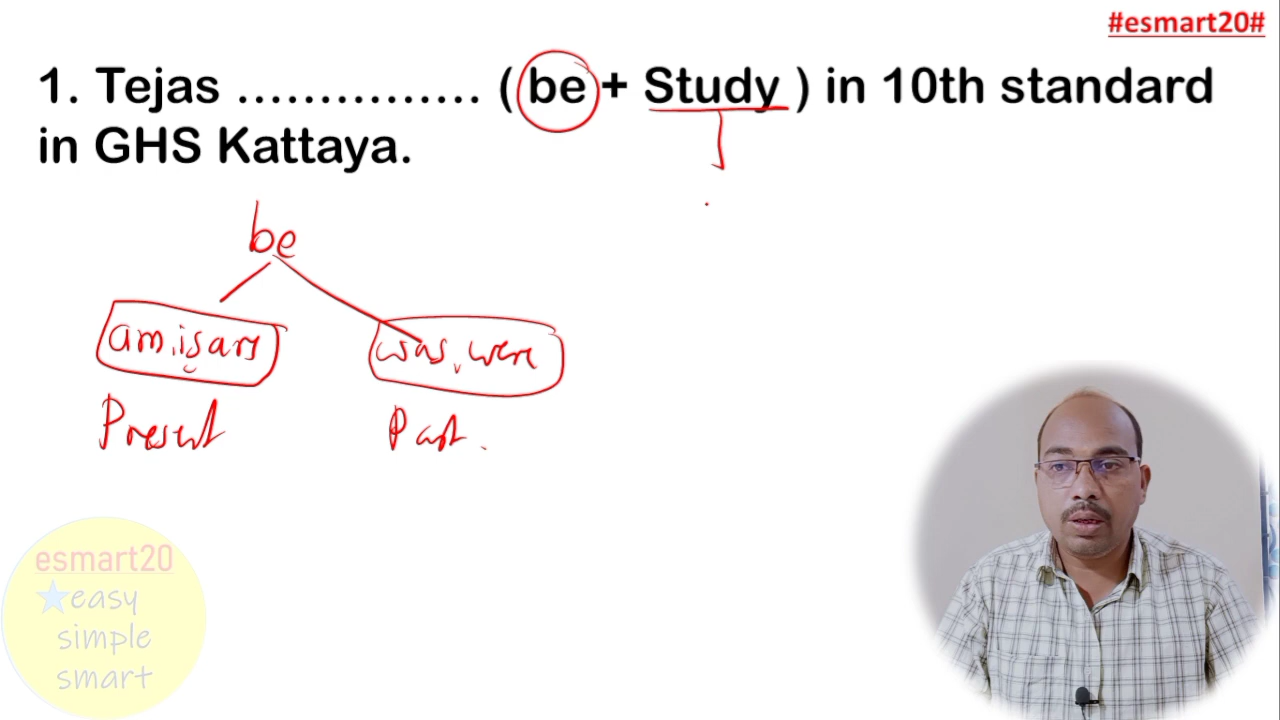 #esmart20#
1. Tejas ............... ( be + Study ) in 10th standard
in GHS Kattaya.
be
am, is are was, were
Present Past.
esmart20
easy
simple
smart